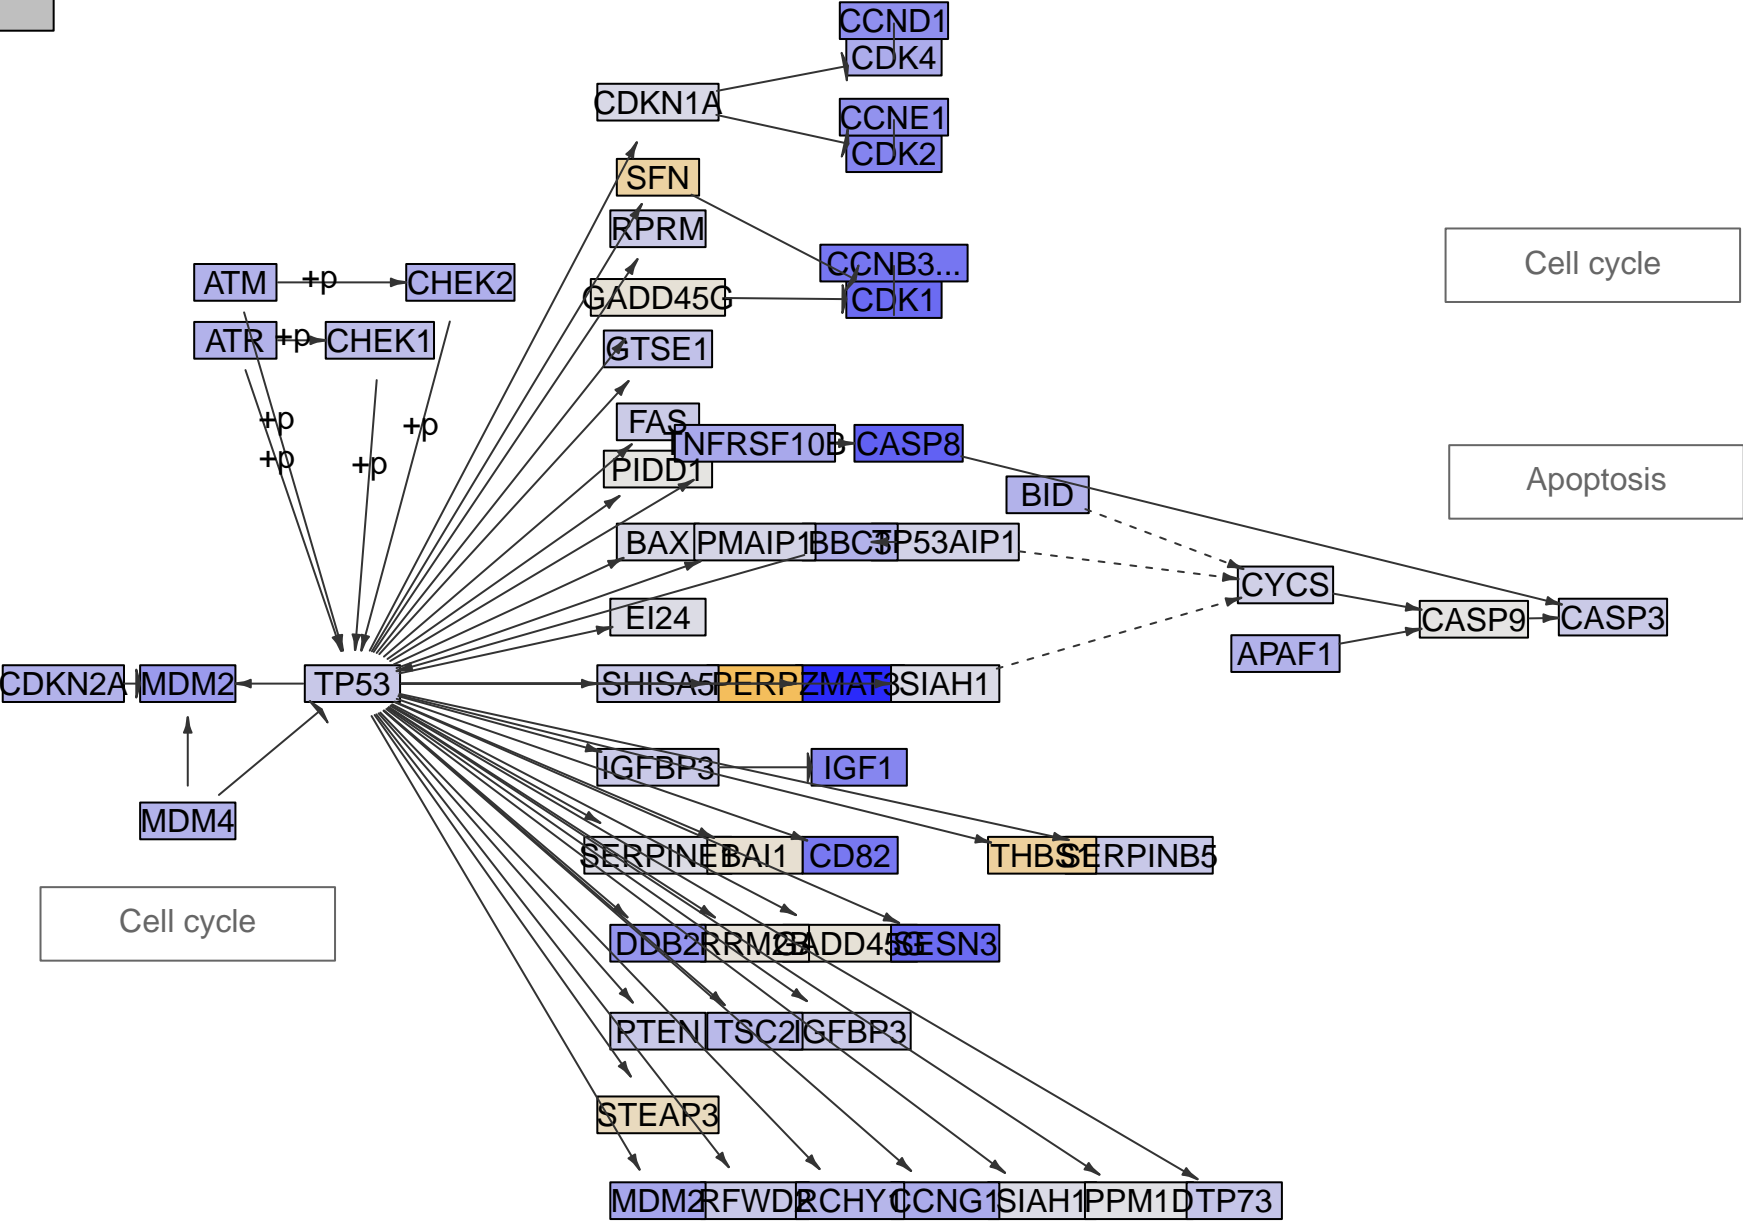 CCND1
CDK4
CDKN1A
CCNE1
CDK2
SFN
RPRM
CCNB3...
Cell cycle
ATM
+p
CHEK2
GADD45G
CDK1
ATR
+p
CHEK1
GTSE1
+p
+p
+p
+p
FAS
TNFRSF10B
CASP8
PIDD1
Apoptosis
BID
BAX
PMAIP1
BBC3
TP53AIP1
CYCS
EI24
CASP9
CASP3
APAF1
CDKN2A
MDM2
TP53
SHISA5
PERP
ZMAT3
SIAH1
IGFBP3
IGF1
MDM4
SERPINE1
BAI1
CD82
THBS1
SERPINB5
Cell cycle
DDB2
RRM2B
GADD45G
SESN3
PTEN
TSC2
IGFBP3
STEAP3
MDM2
RFWD2
RCHY1
CCNG1
SIAH1
PPM1D
TP73